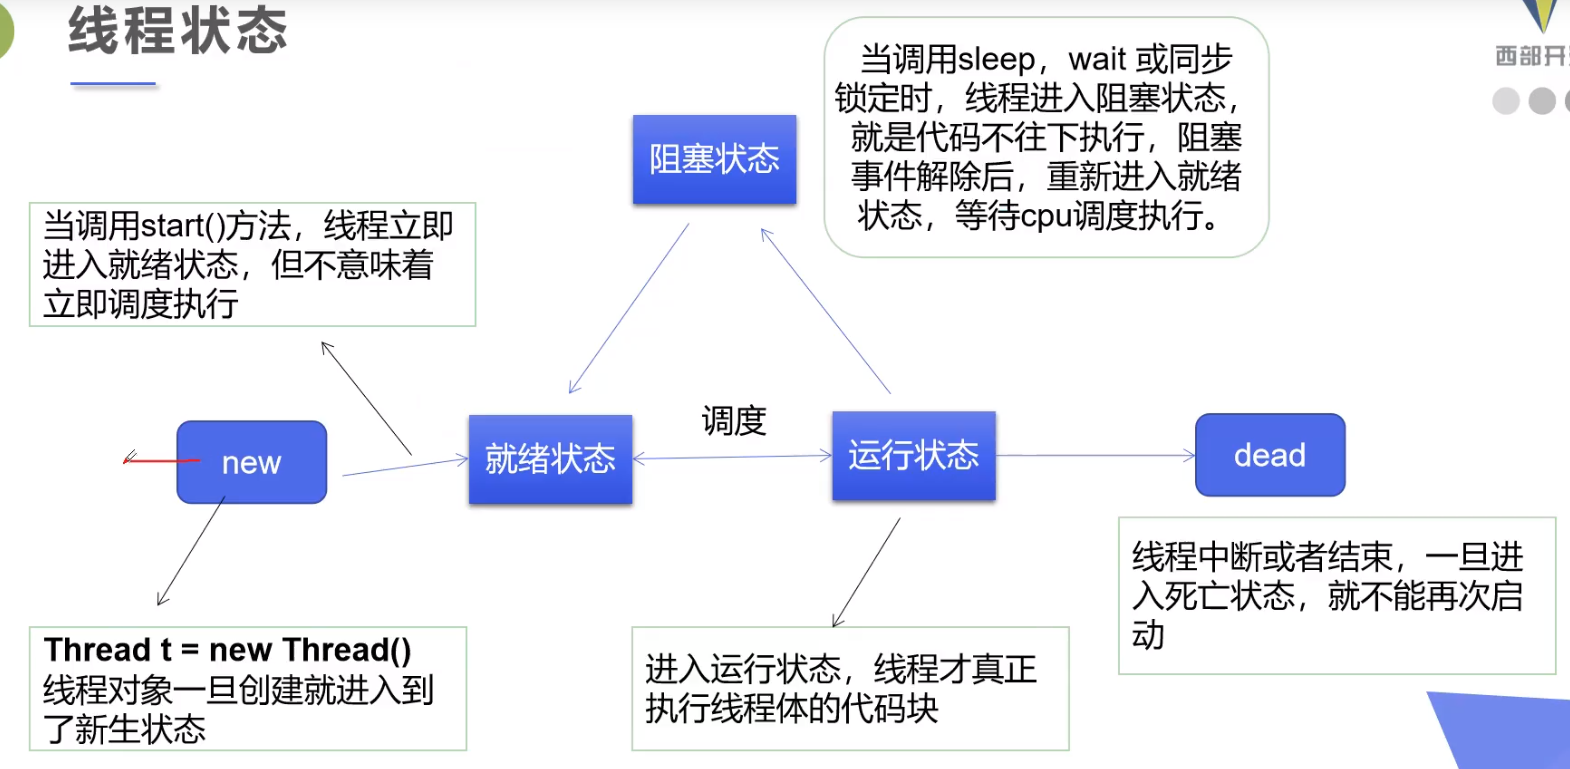 线程状态
西部开
当调用sleep，wait 或同步
锁定时，线程进入阻塞状态，
就是代码不往下执行，阻塞
事件解除后，重新进入就绪
状态，等待cpu调度执行。
阻塞状态
当调用start()方法，线程立即
进入就绪状态，但不意味着
立即调度执行
new
就绪状态
调度
运行状态
dead
Thread t = new Thread()
线程对象一旦创建就进入到
了新生状态
进入运行状态，线程才真正
执行线程体的代码块
线程中断或者结束，一旦进
入死亡状态，就不能再次启
动